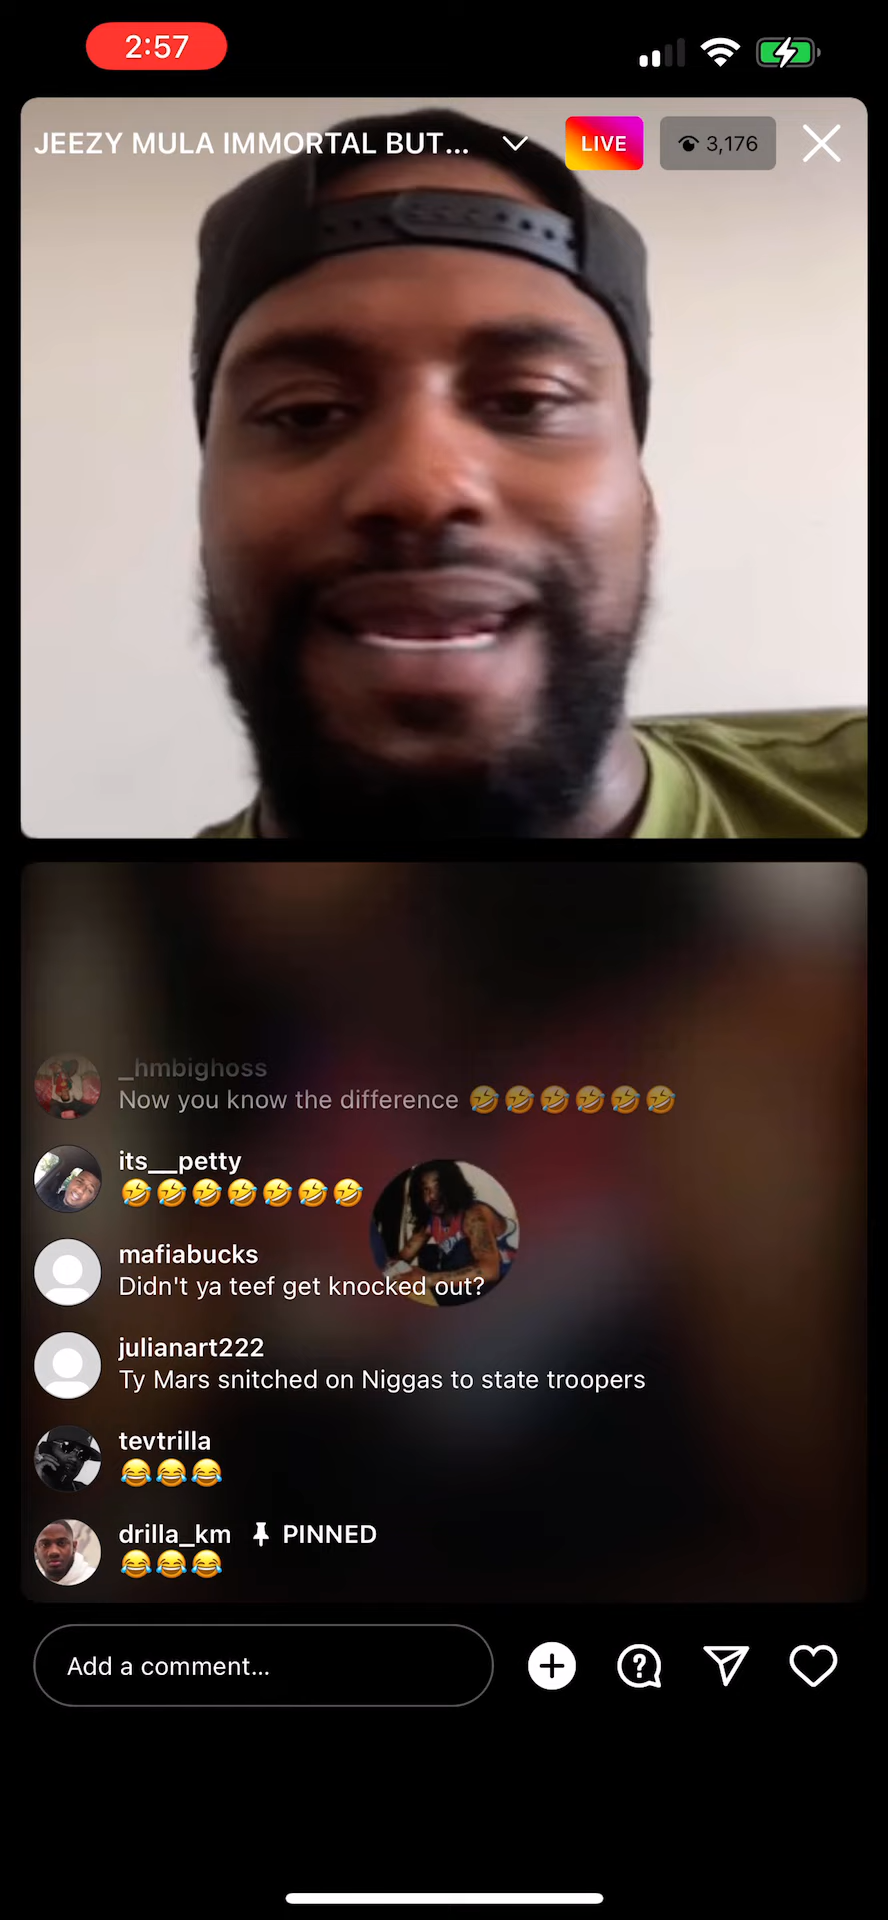 2:57
JEEZY MULA IMMORTAL BUT...
LIVE
3,176
_hmbighoss
Now you know the difference 🤣🤣🤣🤣🤣🤣
its__petty
🤣🤣🤣🤣🤣🤣🤣
mafiabucks
Didn't ya teef get knocked out?
julianart222
Ty Mars snitched on Niggas to state troopers
tevtrilla
😂😂😂
drilla_km PINNED
😂😂😂
Add a comment...